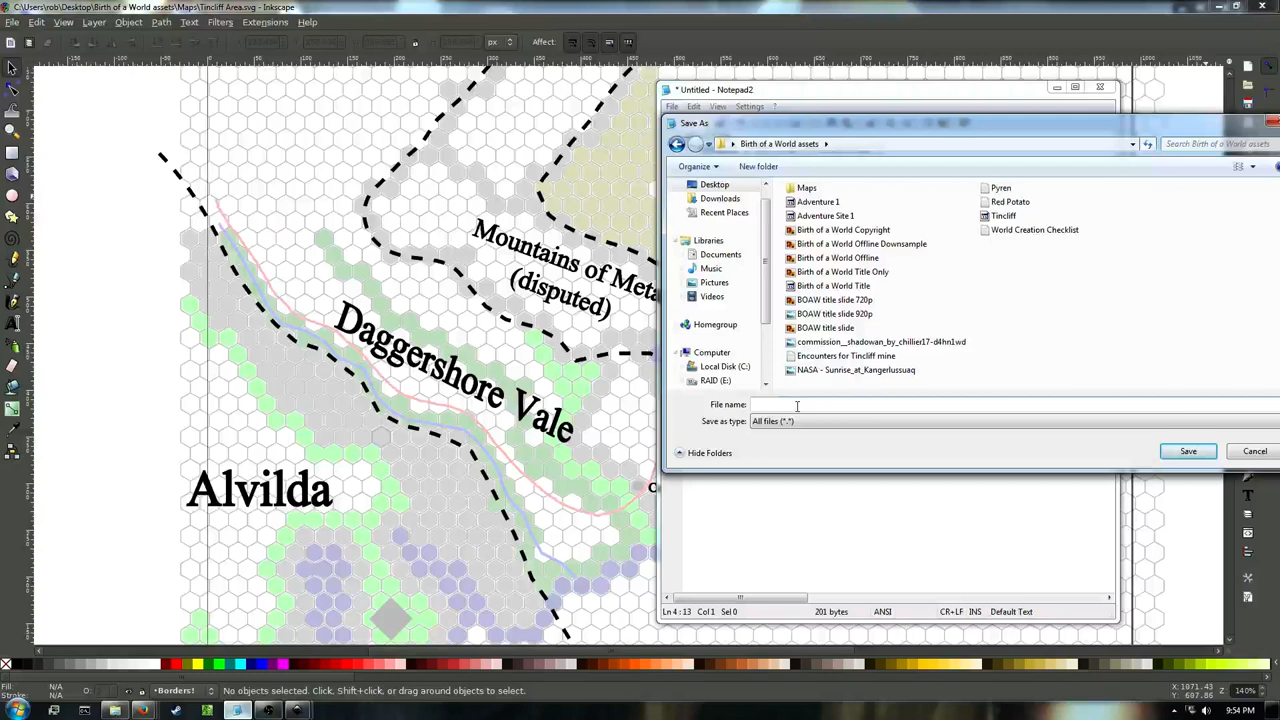 C:\Users\rob\Desktop\Birth of a World assets\Maps\Tincliff Area.svg - Inkscape
File Edit View Layer Object Path Text Filters Extensions Help
px Affect:
* Untitled - Notepad2
File Edit View Settings ?
Save As
Birth of a World assets
Search Birth of a World assets
Organize New folder
Desktop
Downloads
Recent Places
Libraries
Documents
Music
Pictures
Videos
Homegroup
Computer
Local Disk (C:)
RAID (E:)
Maps
Adventure 1
Adventure Site 1
Birth of a World Copyright
Birth of a World Offline Downsample
Birth of a World Offline
Birth of a World Title Only
Birth of a World Title
BOAW title slide 720p
BOAW title slide 920p
BOAW title slide
commission__shadowan_by_chillier17-d4hn1wd
Encounters for Tincliff mine
NASA - Sunrise_at_Kangerlussuaq
Pyren
Red Potato
Tincliff
World Creation Checklist
File name:
Save as type: All files (*.*)
Hide Folders Save Cancel
Mountains of Meta
(disputed)
Daggershore Vale
Alvilda
Ln 4 : 13 Col 1 Sel 0 201 bytes ANSI CR+LF INS Default Text
Fill: N/A
Stroke: N/A
O:
*Borders!
No objects selected. Click, Shift+click, or drag around objects to select.
X:1071.43
Y: 607.86
Z: 140%
9:54 PM